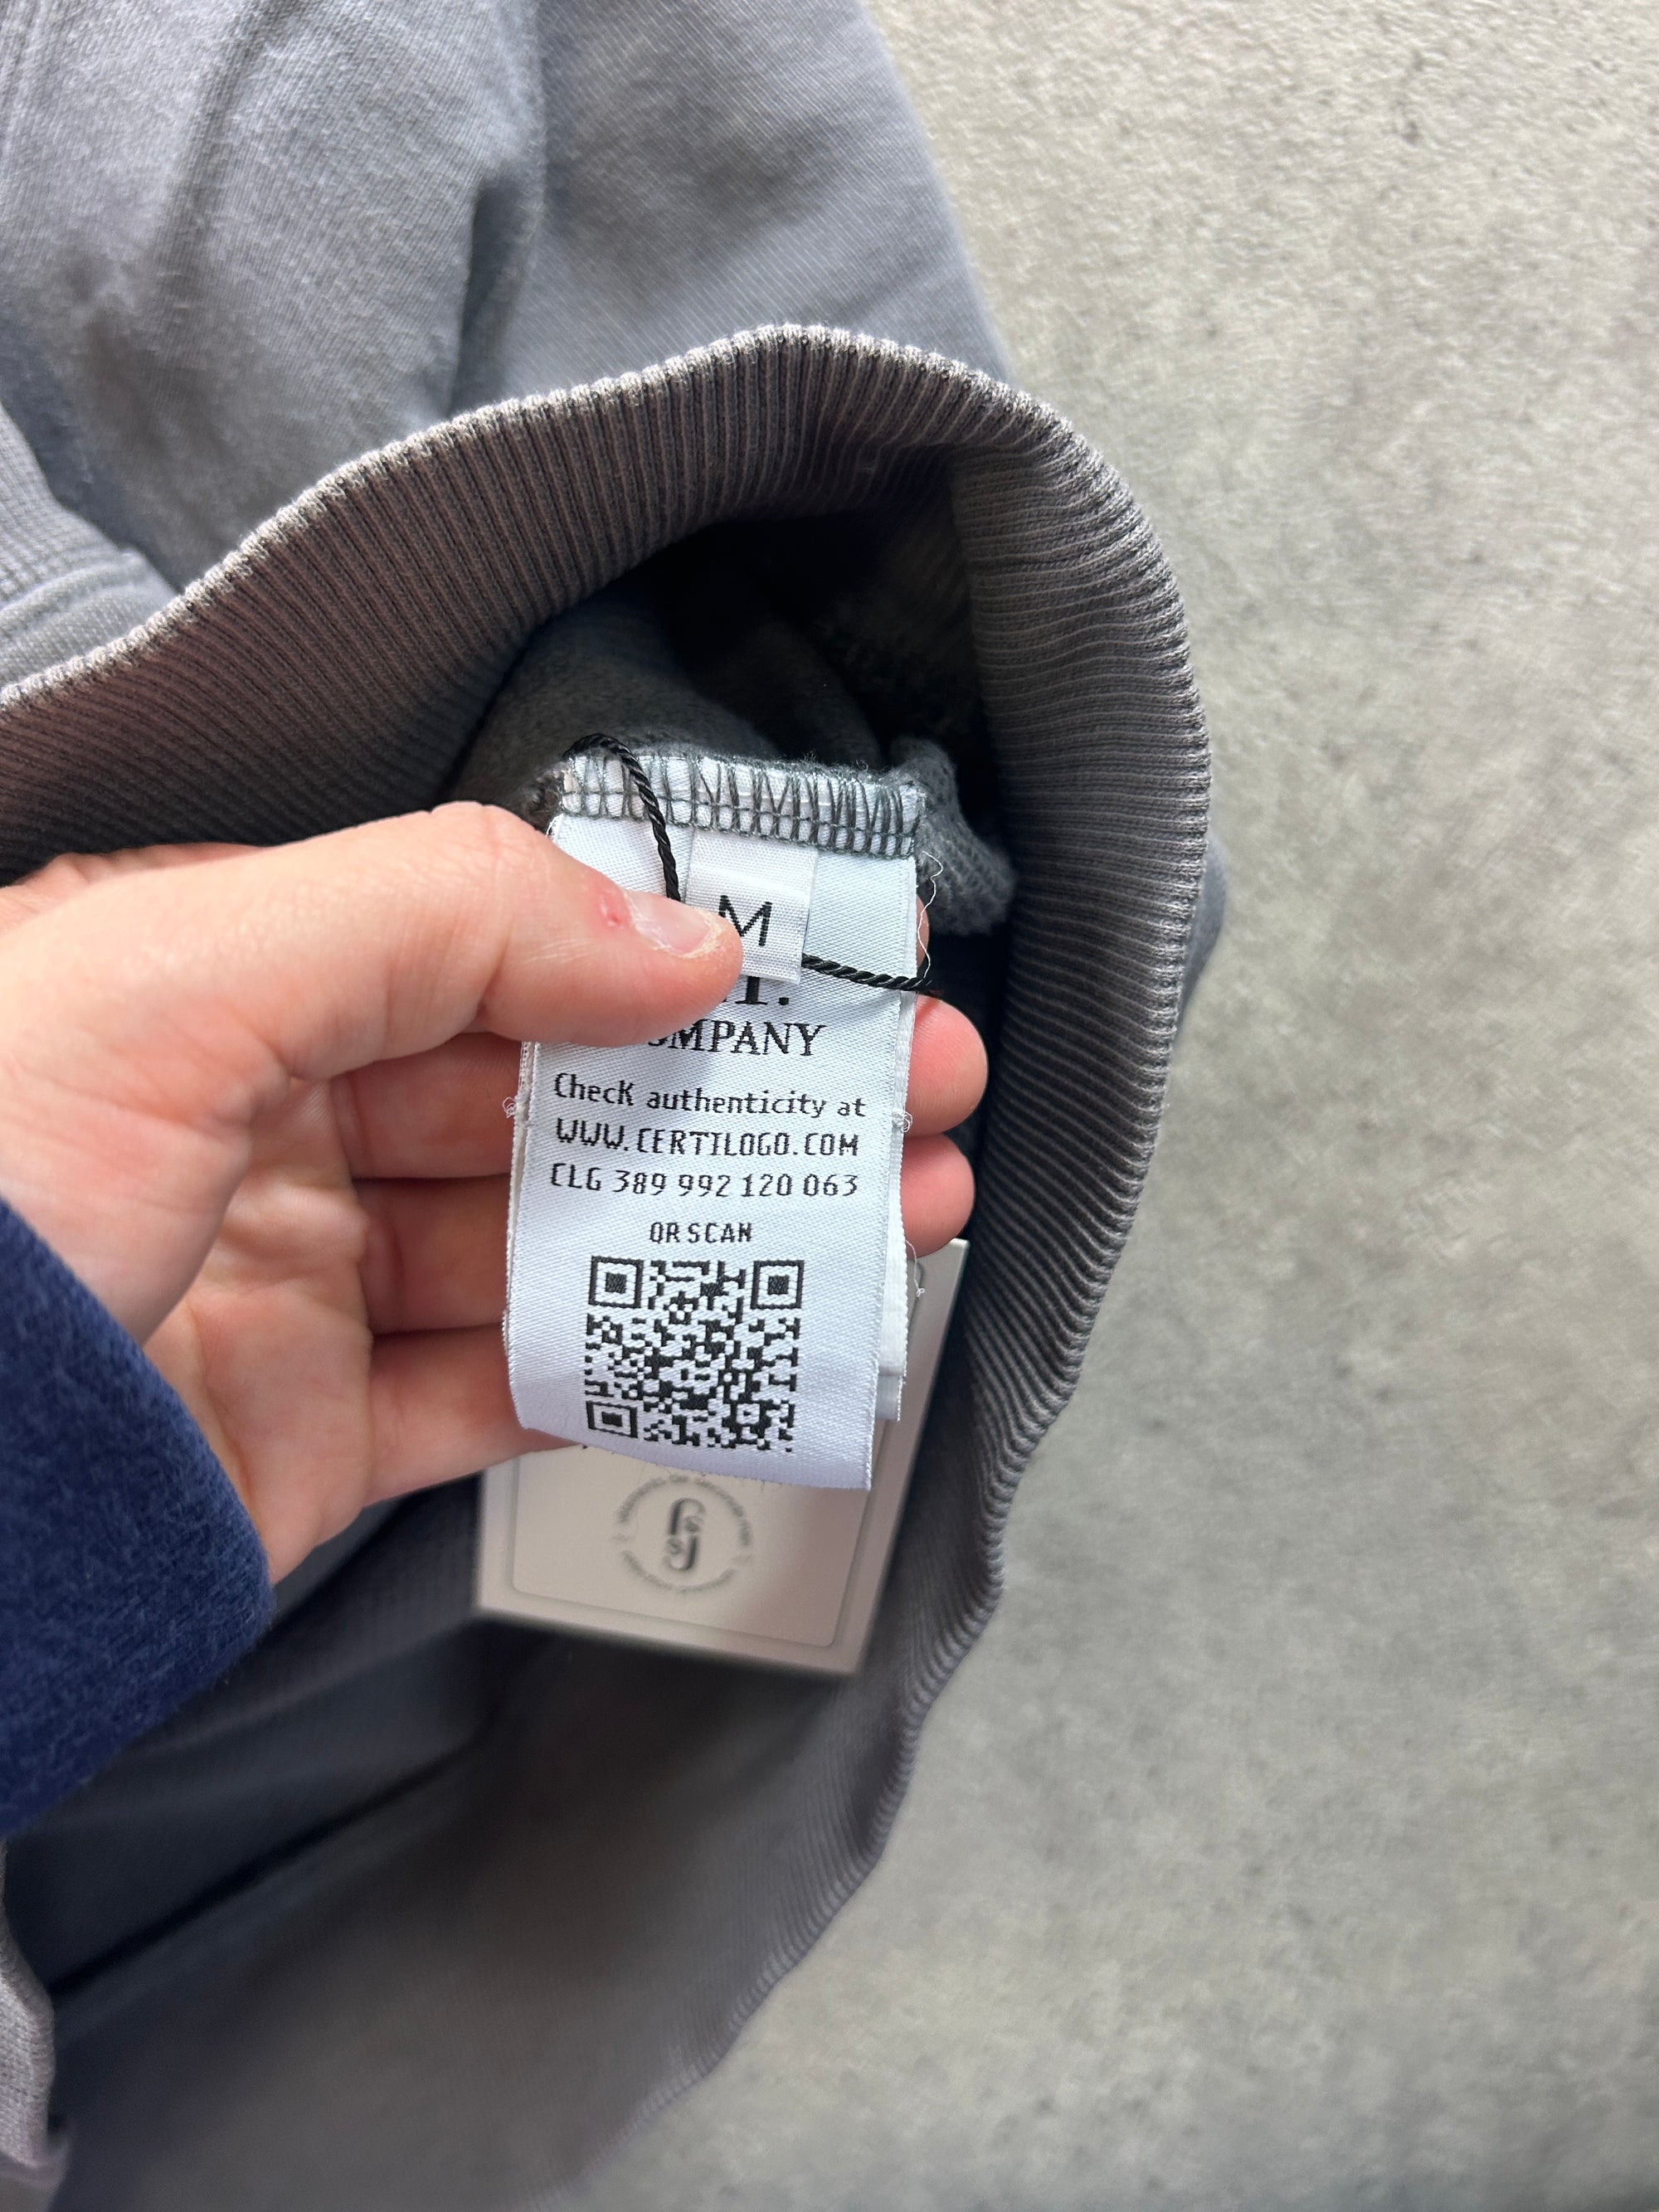 M
OMPANY
Check authenticity at
WWW.CERTILOGO.COM
CLG 389 992 120 063
OR SCAN